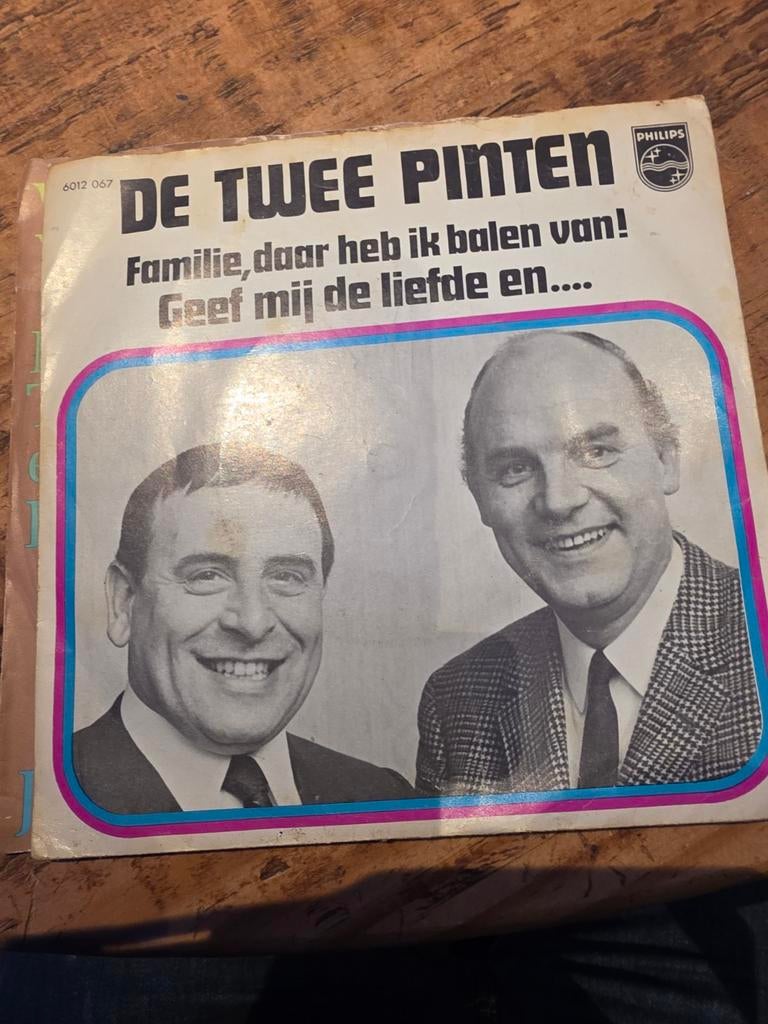 6012 067
DE TWEE PINTEN
PHILIPS
Familie, daar heb ik balen van!
Geef mij de liefde en....